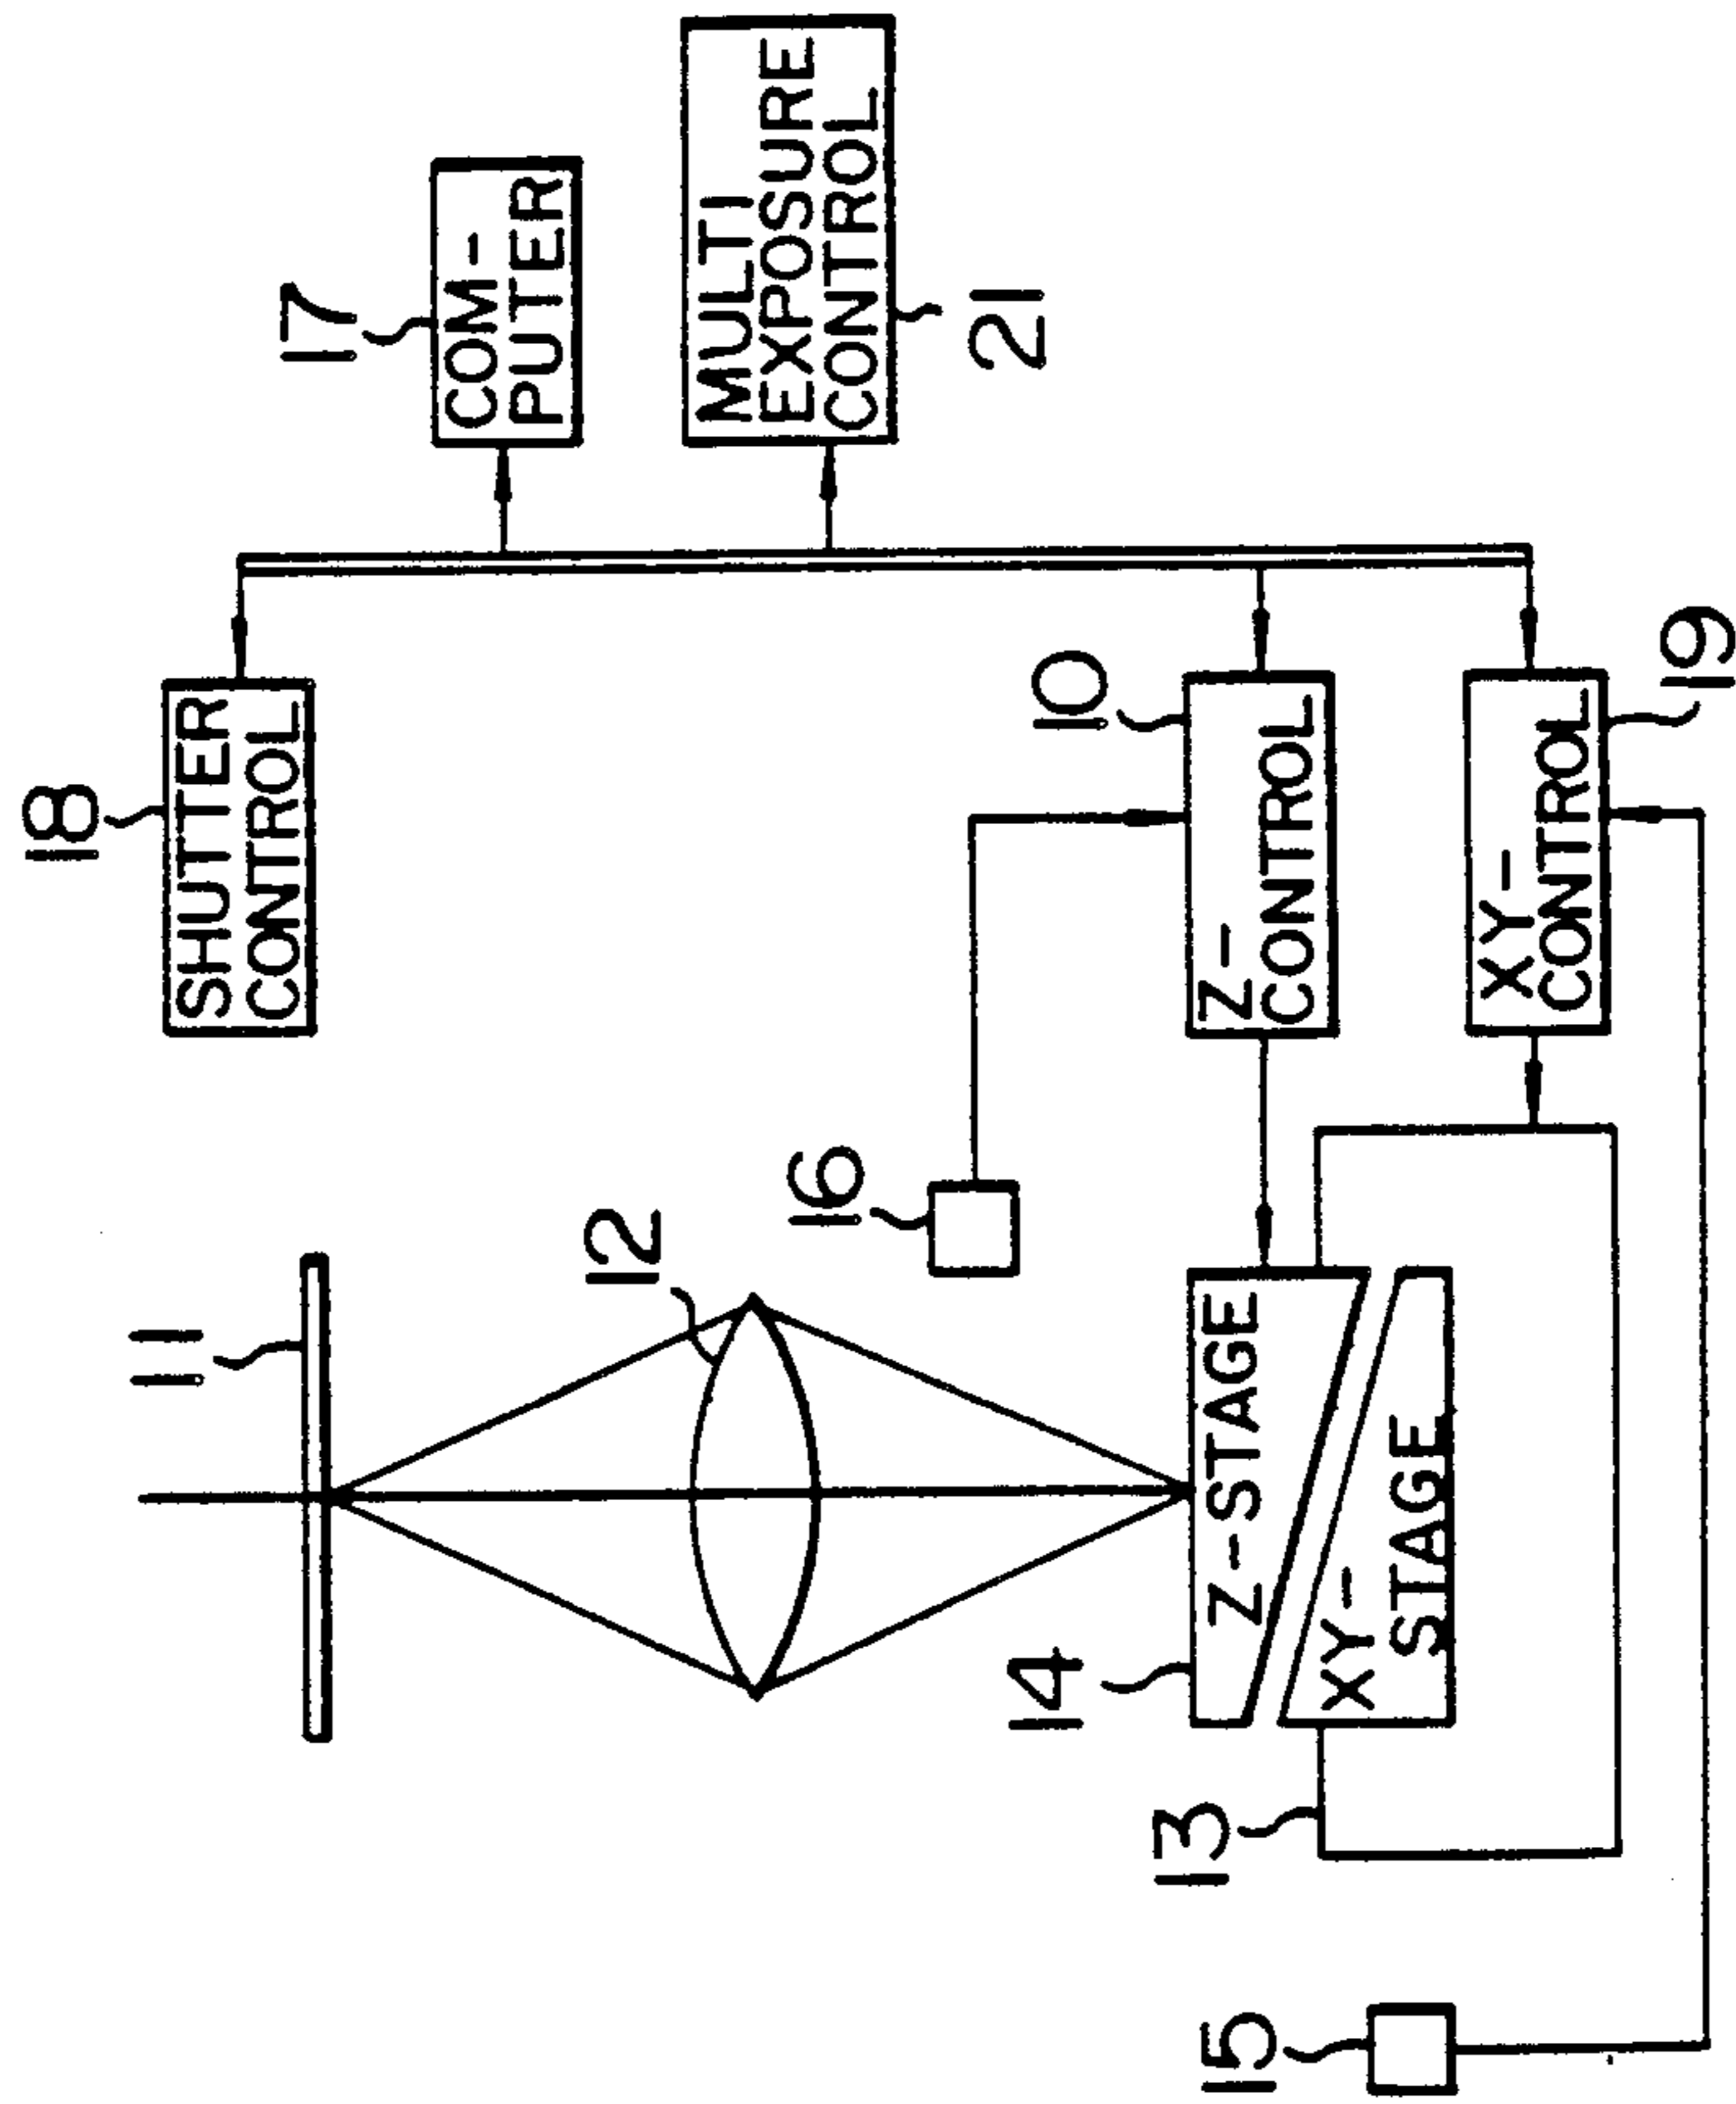 18
SHUTTER
CONTROL
17
COM-
PUTER
MULTI
EXPOSURE
CONTROL
21
11
12
16
10
Z-
CONTROL
14
Z-STAGE
13
XY-
STAGE
XY-
CONTROL
19
15